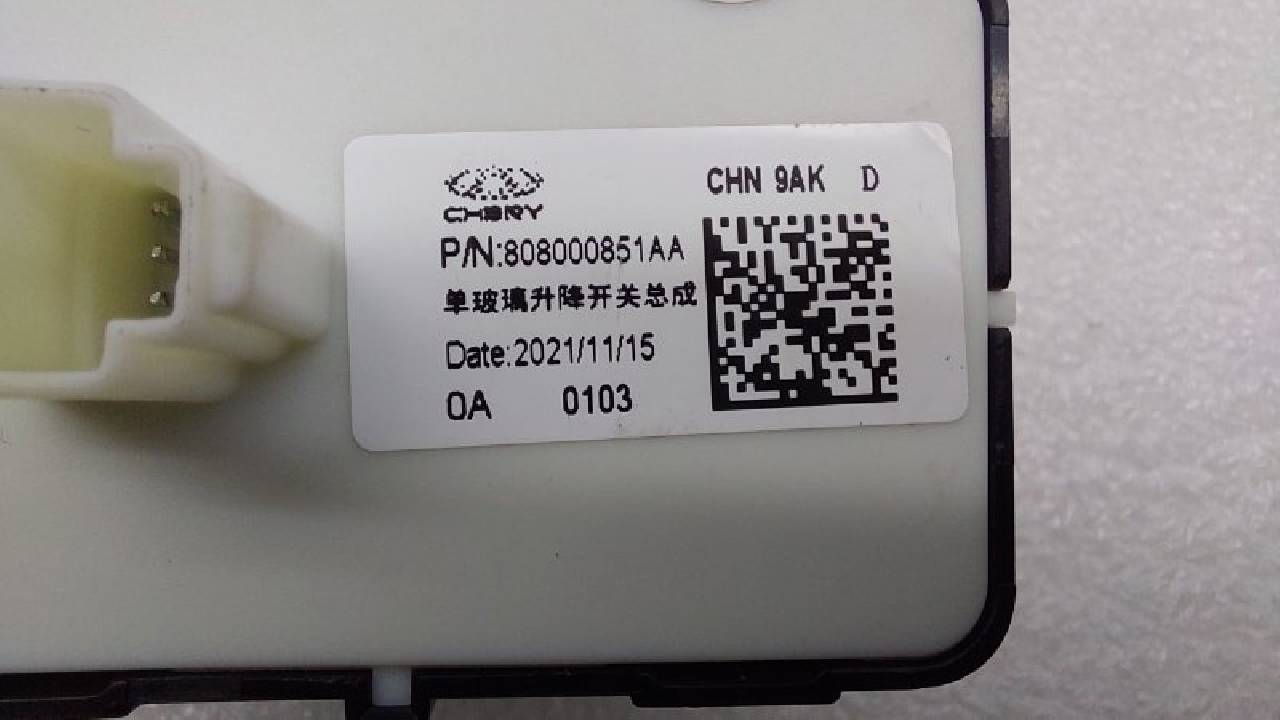 CHERY
CHN 9AK D
P/N:808000851AA
单玻璃升降开关总成
Date:2021/11/15
0A 0103